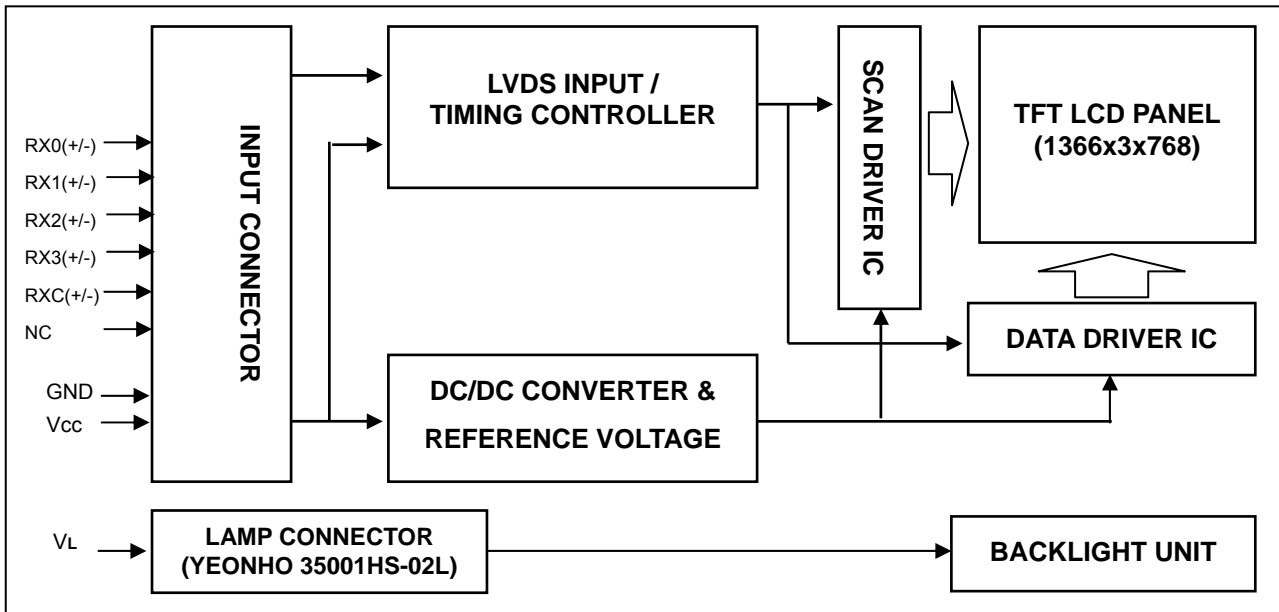 RX0(+/-)
RX1(+/-)
RX2(+/-)
RX3(+/-)
RXC(+/-)
NC
GND
Vcc
VL
INPUT CONNECTOR
LVDS INPUT /
TIMING CONTROLLER
DC/DC CONVERTER &
REFERENCE VOLTAGE
SCAN DRIVER IC
TFT LCD PANEL
(1366x3x768)
DATA DRIVER IC
LAMP CONNECTOR
(YEONHO 35001HS-02L)
BACKLIGHT UNIT